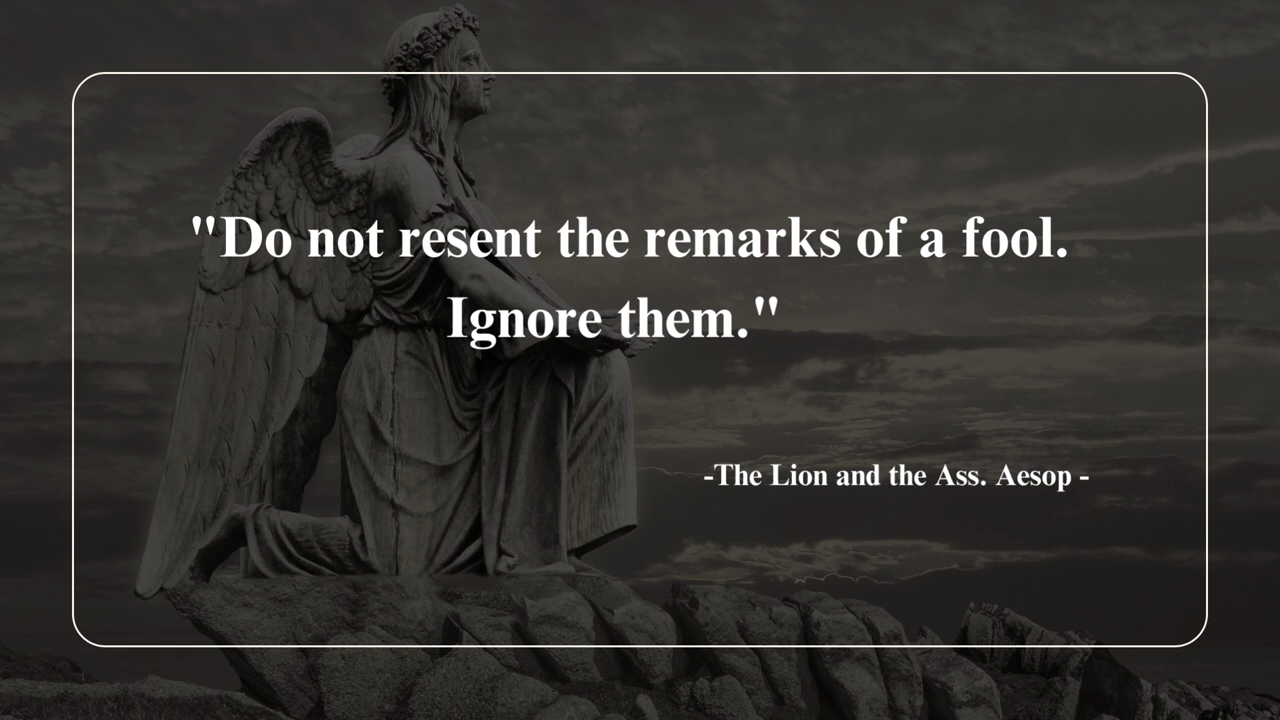 "Do not resent the remarks of a fool.
Ignore them."
-The Lion and the Ass. Aesop -